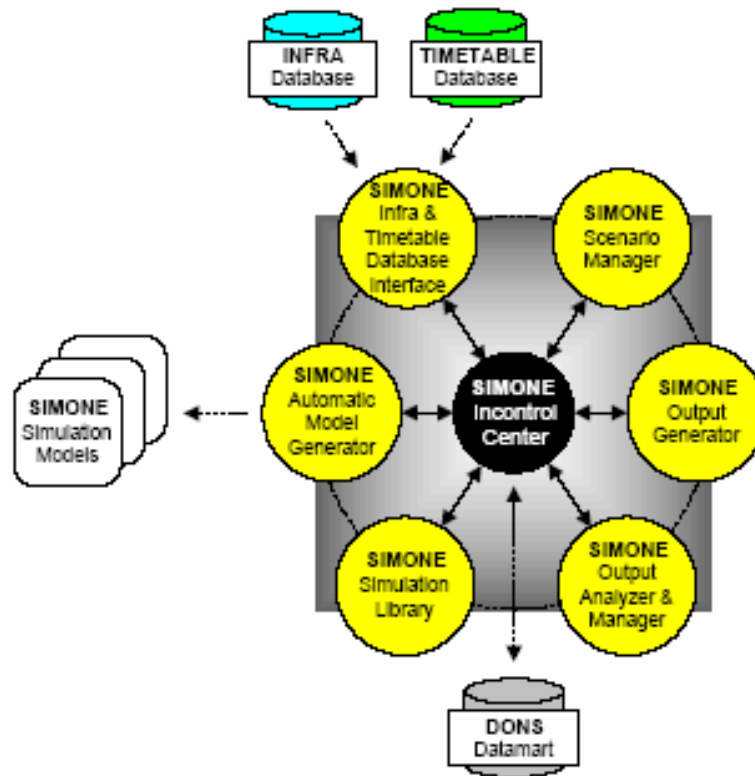 INFRA
Database
TIMETABLE
Database
SIMONE
Infra &
Timetable
Database
Interface
SIMONE
Scenario
Manager
SIMONE
Simulation
Models
SIMONE
Automatic
Model
Generator
SIMONE
Incontrol
Center
SIMONE
Output
Generator
SIMONE
Simulation
Library
SIMONE
Output
Analyzer &
Manager
DONS
Datamart